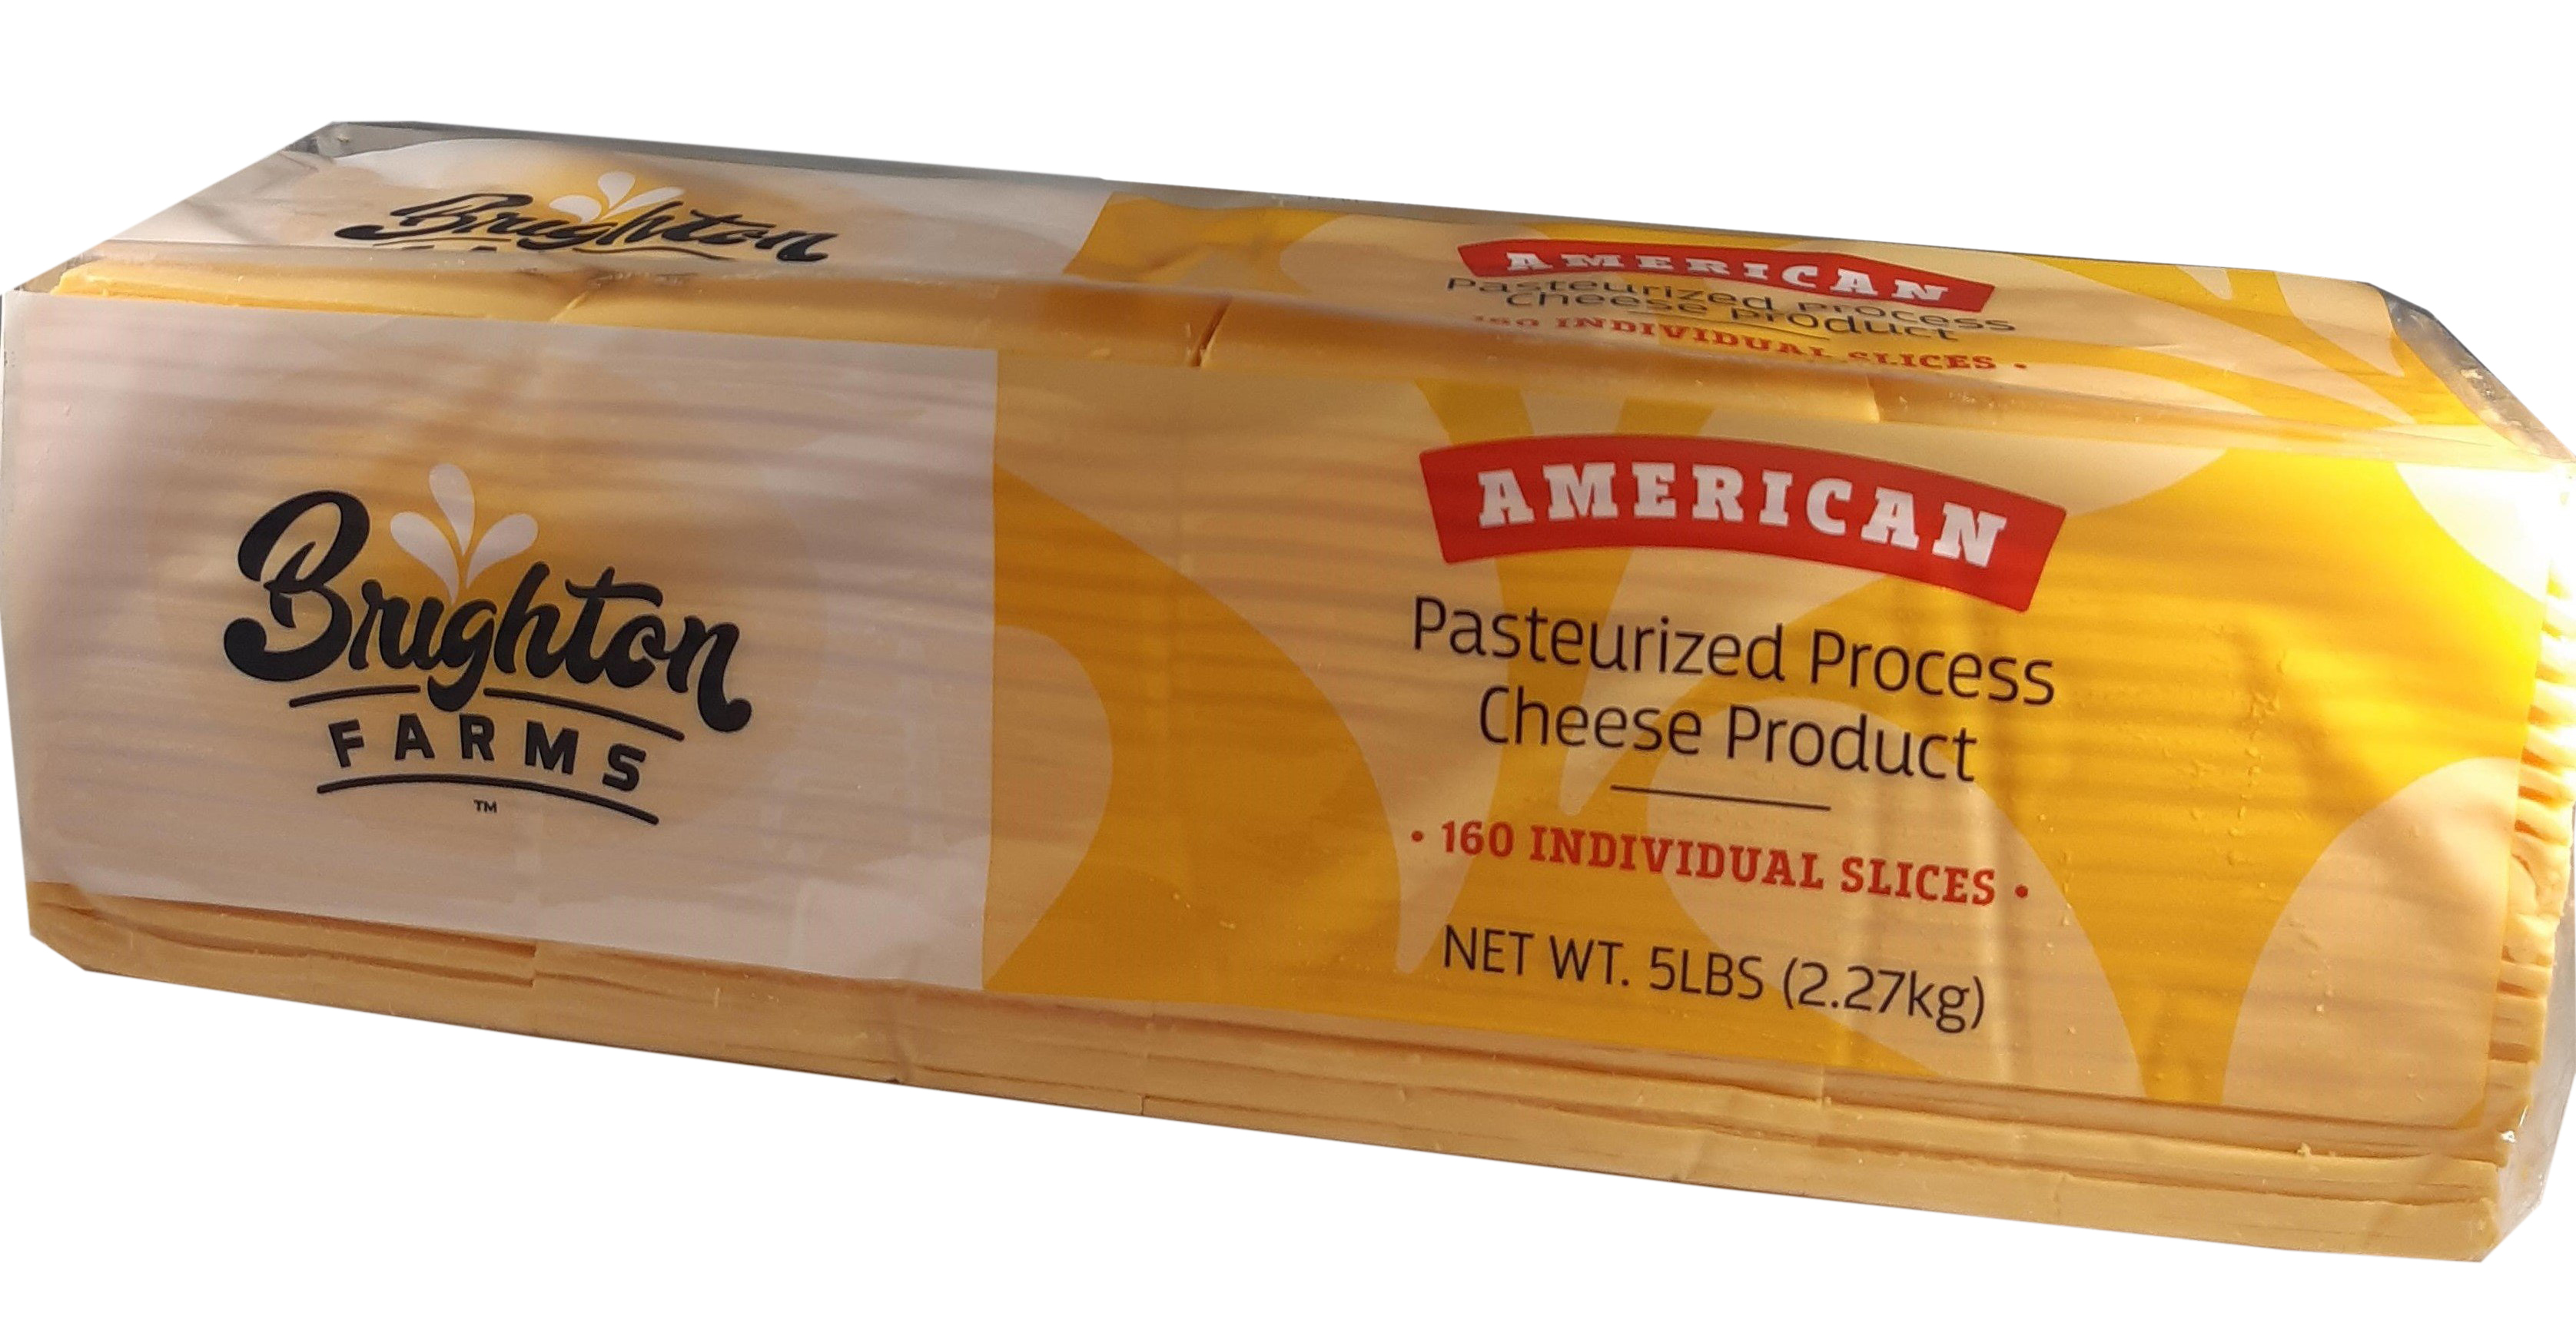 Brighton
AMERICAN
Pasteurized Process
Cheese Product
160 INDIVIDUAL SLICES •
Brighton
FARMS
TM
AMERICAN
Pasteurized Process
Cheese Product
• 160 INDIVIDUAL SLICES •
NET WT. 5LBS (2.27kg)